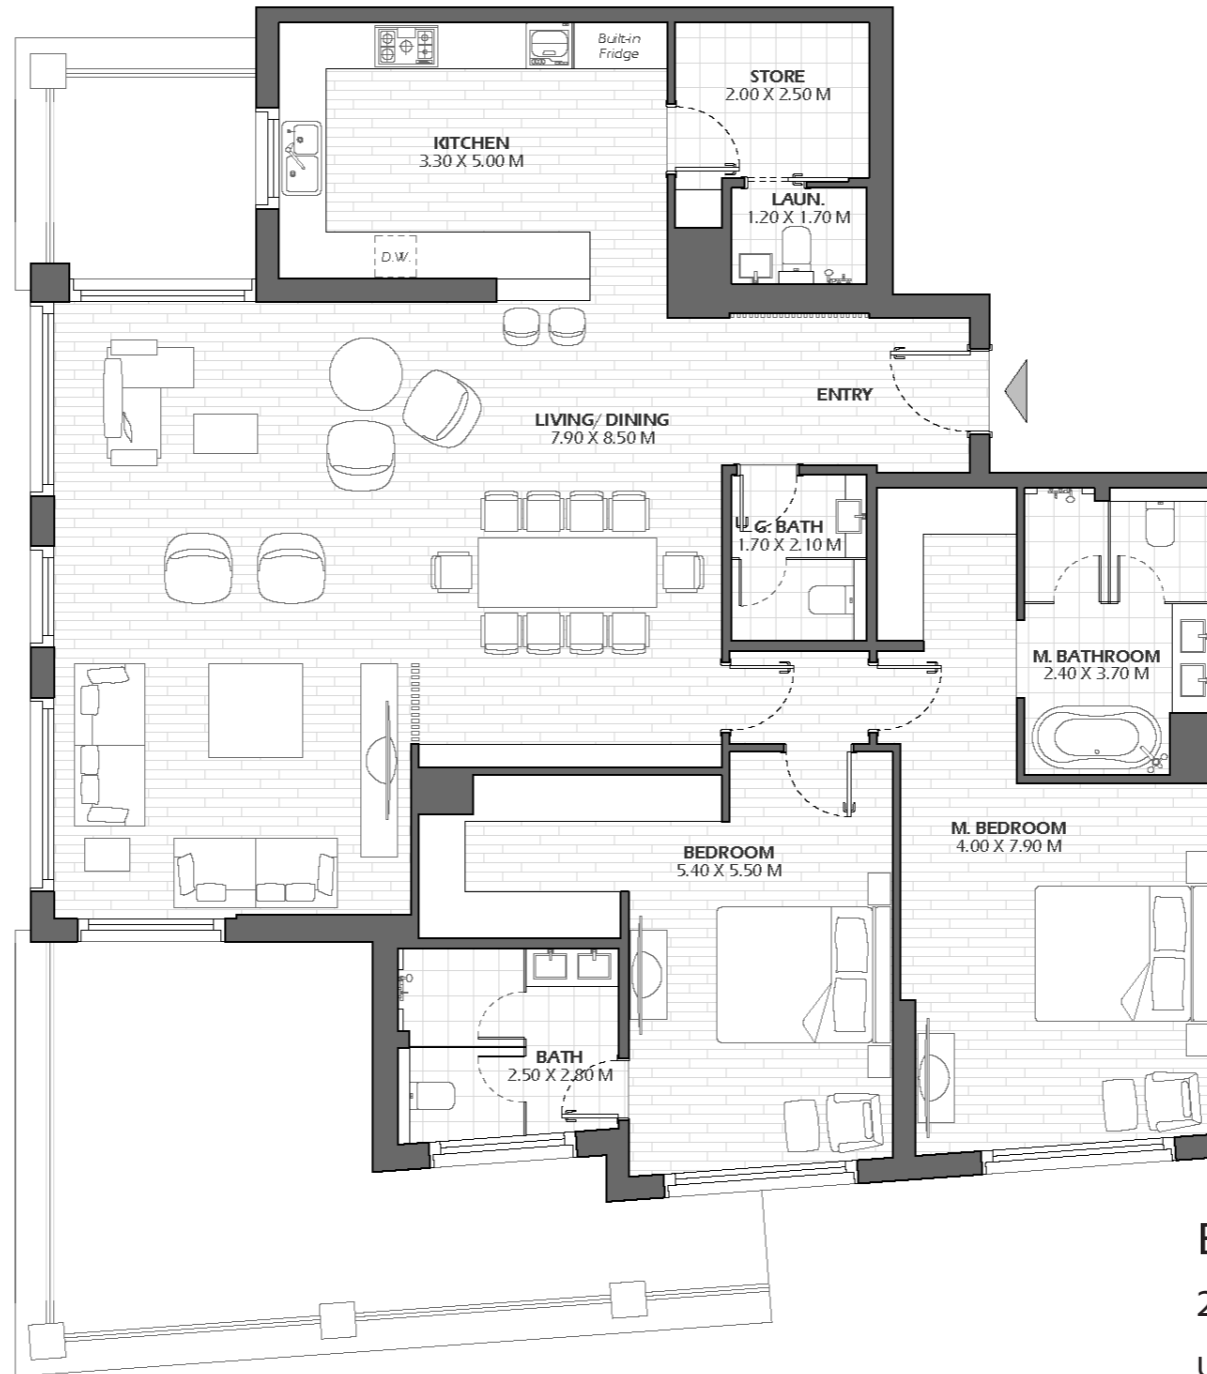 Built-in
Fridge
STORE
2.00 X 2.50 M
KITCHEN
3.30 X 5.00 M
LAUN.
1.20 X 1.70 M
D.W.
ENTRY
LIVING/ DINING
7.90 X 8.50 M
G. BATH
1.70 X 2.10 M
M. BATHROOM
2.40 X 3.70 M
M. BEDROOM
4.00 X 7.90 M
BEDROOM
5.40 X 5.50 M
BATH
2.50 X 2.80 M
2